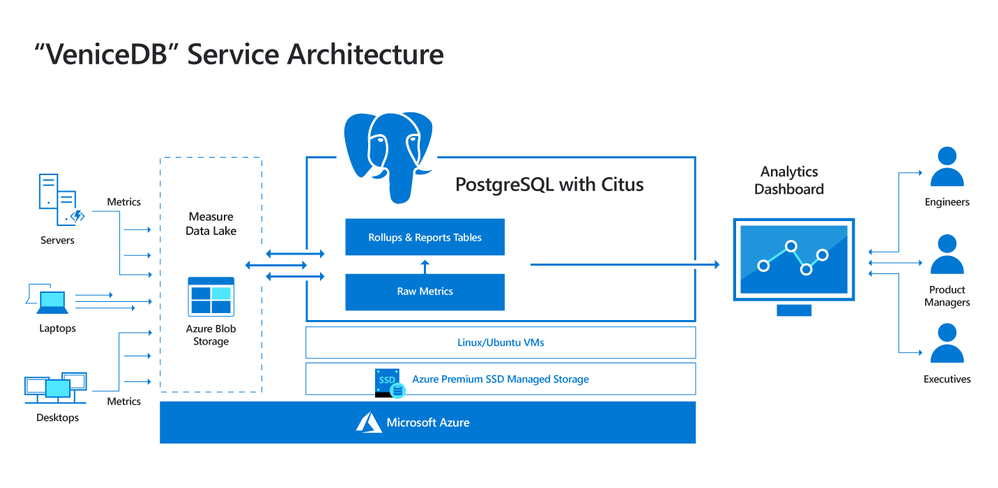 “VeniceDB” Service Architecture
Servers
Metrics
Laptops
Desktops
Metrics
Measure
Data Lake
Azure Blob
Storage
PostgreSQL with Citus
Rollups & Reports Tables
Raw Metrics
Linux/Ubuntu VMs
SSD
Azure Premium SSD Managed Storage
Microsoft Azure
Analytics
Dashboard
Engineers
Product
Managers
Executives